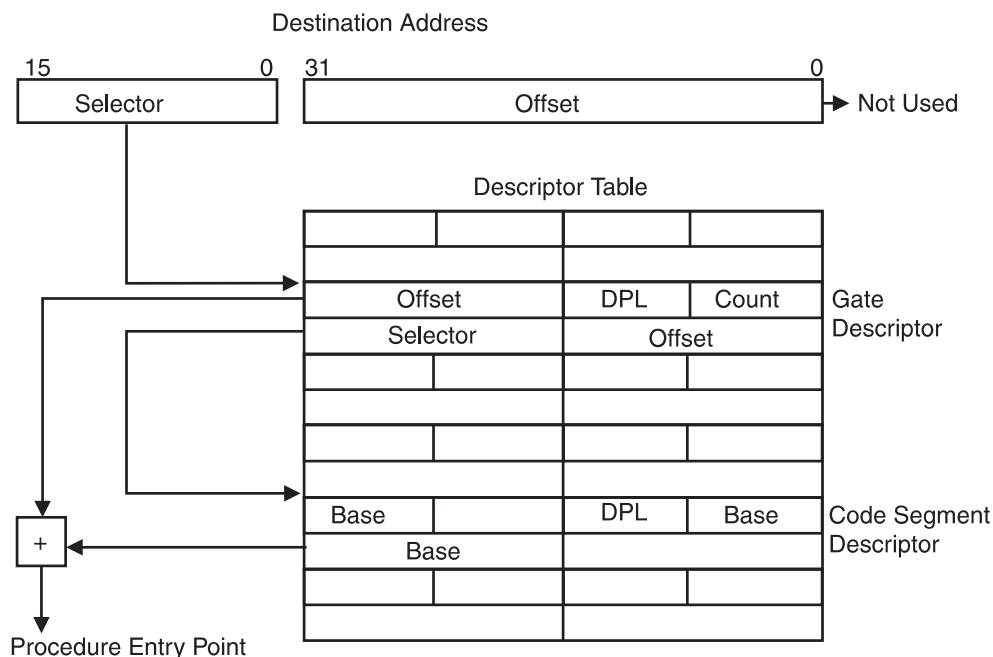 Destination Address
15 0 31 0
Selector Offset Not Used
Descriptor Table
Offset DPL Count Gate
Descriptor
Selector Offset
Base DPL Base Code Segment
Descriptor
+ Base
Procedure Entry Point